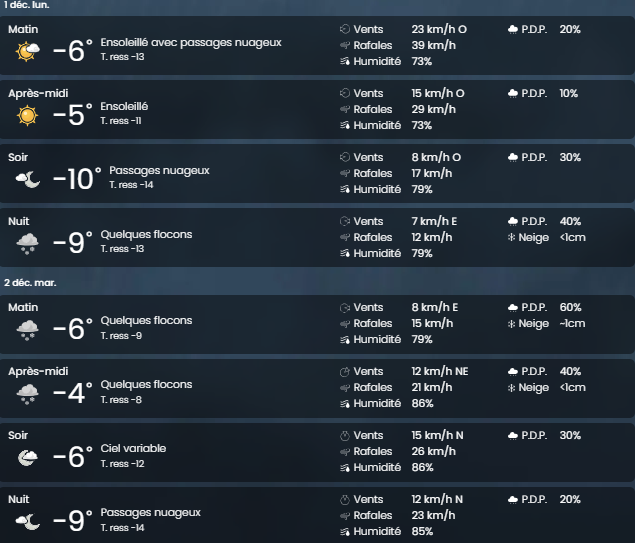 1 déc. lun.
Matin
-6° Ensoleillé avec passages nuageux
T. ress -13
Vents 23 km/h O P.D.P. 20%
Rafales 39 km/h
Humidité 73%
Après-midi
-5° Ensoleillé
T. ress -11
Vents 15 km/h O P.D.P. 10%
Rafales 29 km/h
Humidité 73%
Soir
-10° Passages nuageux
T. ress -14
Vents 8 km/h O P.D.P. 30%
Rafales 17 km/h
Humidité 79%
Nuit
-9° Quelques flocons
T. ress -13
Vents 7 km/h E P.D.P. 40%
Rafales 12 km/h Neige <1cm
Humidité 79%
2 déc. mar.
Matin
-6° Quelques flocons
T. ress -9
Vents 8 km/h E P.D.P. 60%
Rafales 15 km/h Neige ~1cm
Humidité 79%
Après-midi
-4° Quelques flocons
T. ress -8
Vents 12 km/h NE P.D.P. 40%
Rafales 21 km/h Neige <1cm
Humidité 86%
Soir
-6° Ciel variable
T. ress -12
Vents 15 km/h N P.D.P. 30%
Rafales 26 km/h
Humidité 86%
Nuit
-9° Passages nuageux
T. ress -14
Vents 12 km/h N P.D.P. 20%
Rafales 23 km/h
Humidité 85%